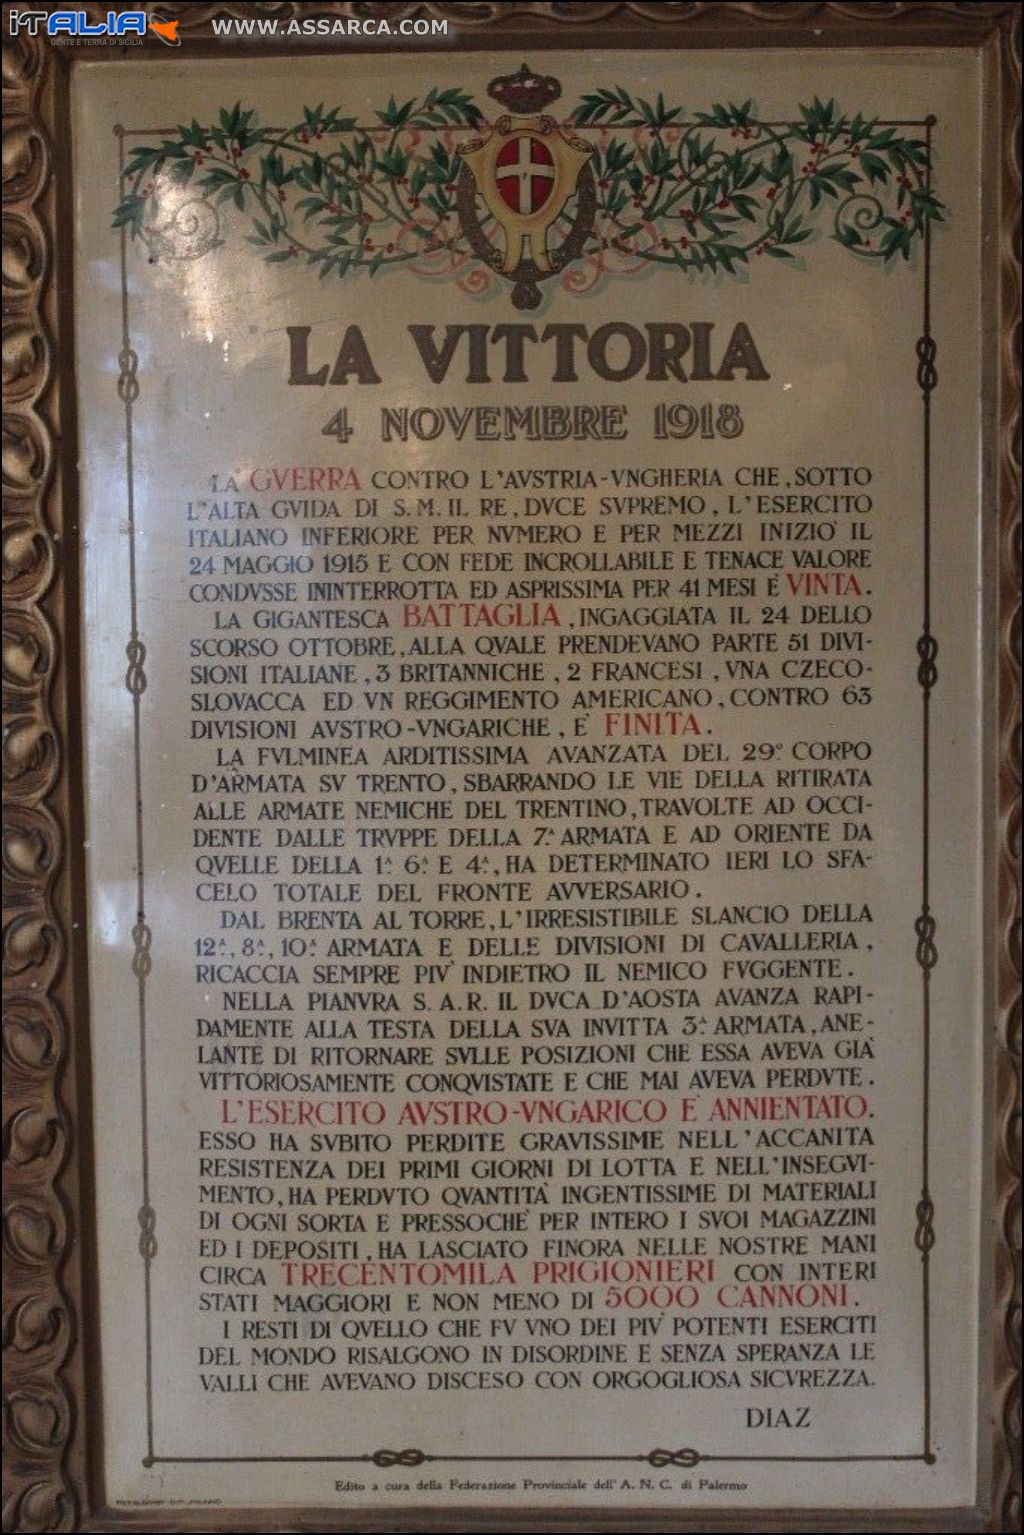 iTALIA
GENTE E TERRA DI SICILIA
WWW.ASSARCA.COM
LA VITTORIA
4 NOVEMBRE 1918
LA GVERRA CONTRO L'AVSTRIA-VNGHERIA CHE, SOTTO
L'ALTA GVIDA DI S.M. IL RE, DVCE SVPREMO, L'ESERCITO
ITALIANO INFERIORE PER NVMERO E PER MEZZI INIZIO' IL
24 MAGGIO 1915 E CON FEDE INCROLLABILE E TENACE VALORE
CONDVSSE ININTERROTTA ED ASPRISSIMA PER 41 MESI E' VINTA.
LA GIGANTESCA BATTAGLIA, INGAGGIATA IL 24 DELLO
SCORSO OTTOBRE, ALLA QVALE PRENDEVANO PARTE 51 DIVI-
SIONI ITALIANE, 3 BRITANNICHE, 2 FRANCESI, VNA CZECO-
SLOVACCA ED VN REGGIMENTO AMERICANO, CONTRO 63
DIVISIONI AVSTRO-VNGARICHE, E' FINITA.
LA FVLMINEA ARDITISSIMA AVANZATA DEL 29° CORPO
D'ARMATA SV TRENTO, SBARRANDO LE VIE DELLA RITIRATA
ALLE ARMATE NEMICHE DEL TRENTINO, TRAVOLTE AD OCCI-
DENTE DALLE TRVPPE DELLA 7ª ARMATA E AD ORIENTE DA
QVELLE DELLA 1ª 6ª E 4ª, HA DETERMINATO IERI LO SFA-
CELO TOTALE DEL FRONTE AVVERSARIO.
DAL BRENTA AL TORRE, L'IRRESISTIBILE SLANCIO DELLA
12ª, 8ª, 10ª ARMATA E DELLE DIVISIONI DI CAVALLERIA,
RICACCIA SEMPRE PIV' INDIETRO IL NEMICO FVGGENTE.
NELLA PIANVRA S.A.R. IL DVCA D'AOSTA AVANZA RAPI-
DAMENTE ALLA TESTA DELLA SVA INVITTA 3ª ARMATA, ANE-
LANTE DI RITORNARE SVLLE POSIZIONI CHE ESSA AVEVA GIÀ
VITTORIOSAMENTE CONQVISTATE E CHE MAI AVEVA PERDVTE.
L'ESERCITO AVSTRO-VNGARICO E' ANNIENTATO.
ESSO HA SVBITO PERDITE GRAVISSIME NELL'ACCANITA
RESISTENZA DEI PRIMI GIORNI DI LOTTA E NELL'INSEGVI-
MENTO, HA PERDVTO QVANTITA' INGENTISSIME DI MATERIALI
DI OGNI SORTA E PRESSOCHE' PER INTERO I SVOI MAGAZZINI
ED I DEPOSITI, HA LASCIATO FINORA NELLE NOSTRE MANI
CIRCA TRECENTOMILA PRIGIONIERI CON INTERI
STATI MAGGIORI E NON MENO DI 5000 CANNONI.
I RESTI DI QVELLO CHE FV VNO DEI PIV' POTENTI ESERCITI
DEL MONDO RISALGONO IN DISORDINE E SENZA SPERANZA LE
VALLI CHE AVEVANO DISCESO CON ORGOGLIOSA SICVREZZA.
DIAZ
Edito a cura della Federazione Provinciale dell'A. N. C. di Palermo